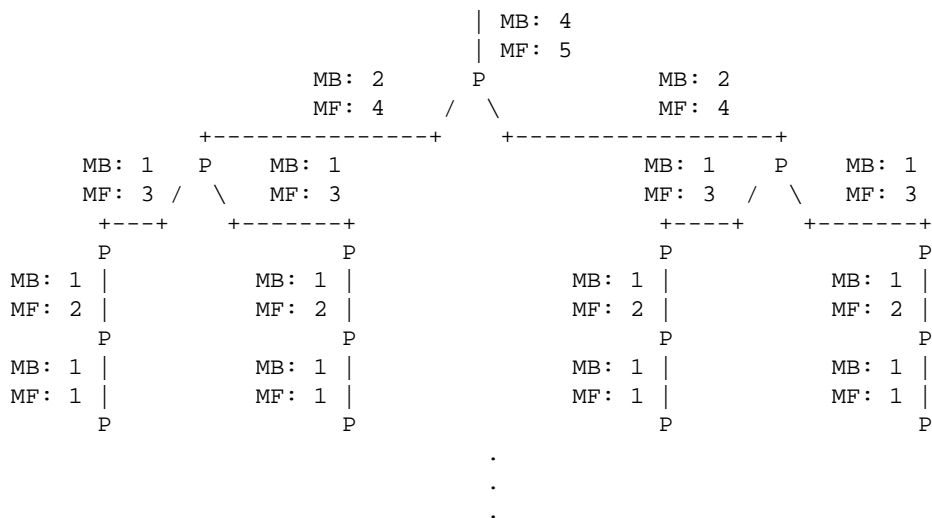 | MB: 4
| MF: 5
MB: 2 P MB: 2
MF: 4 / \ MF: 4
+---------------+ +------------------+
MB: 1 P MB: 1 MB: 1 P MB: 1
MF: 3 / \ MF: 3 MF: 3 / \ MF: 3
+---+ +-------+ +----+ +-------+
P P P P
MB: 1 | MB: 1 | MB: 1 | MB: 1 |
MF: 2 | MF: 2 | MF: 2 | MF: 2 |
P P P P
MB: 1 | MB: 1 | MB: 1 | MB: 1 |
MF: 1 | MF: 1 | MF: 1 | MF: 1 |
P P P P
.
.
.